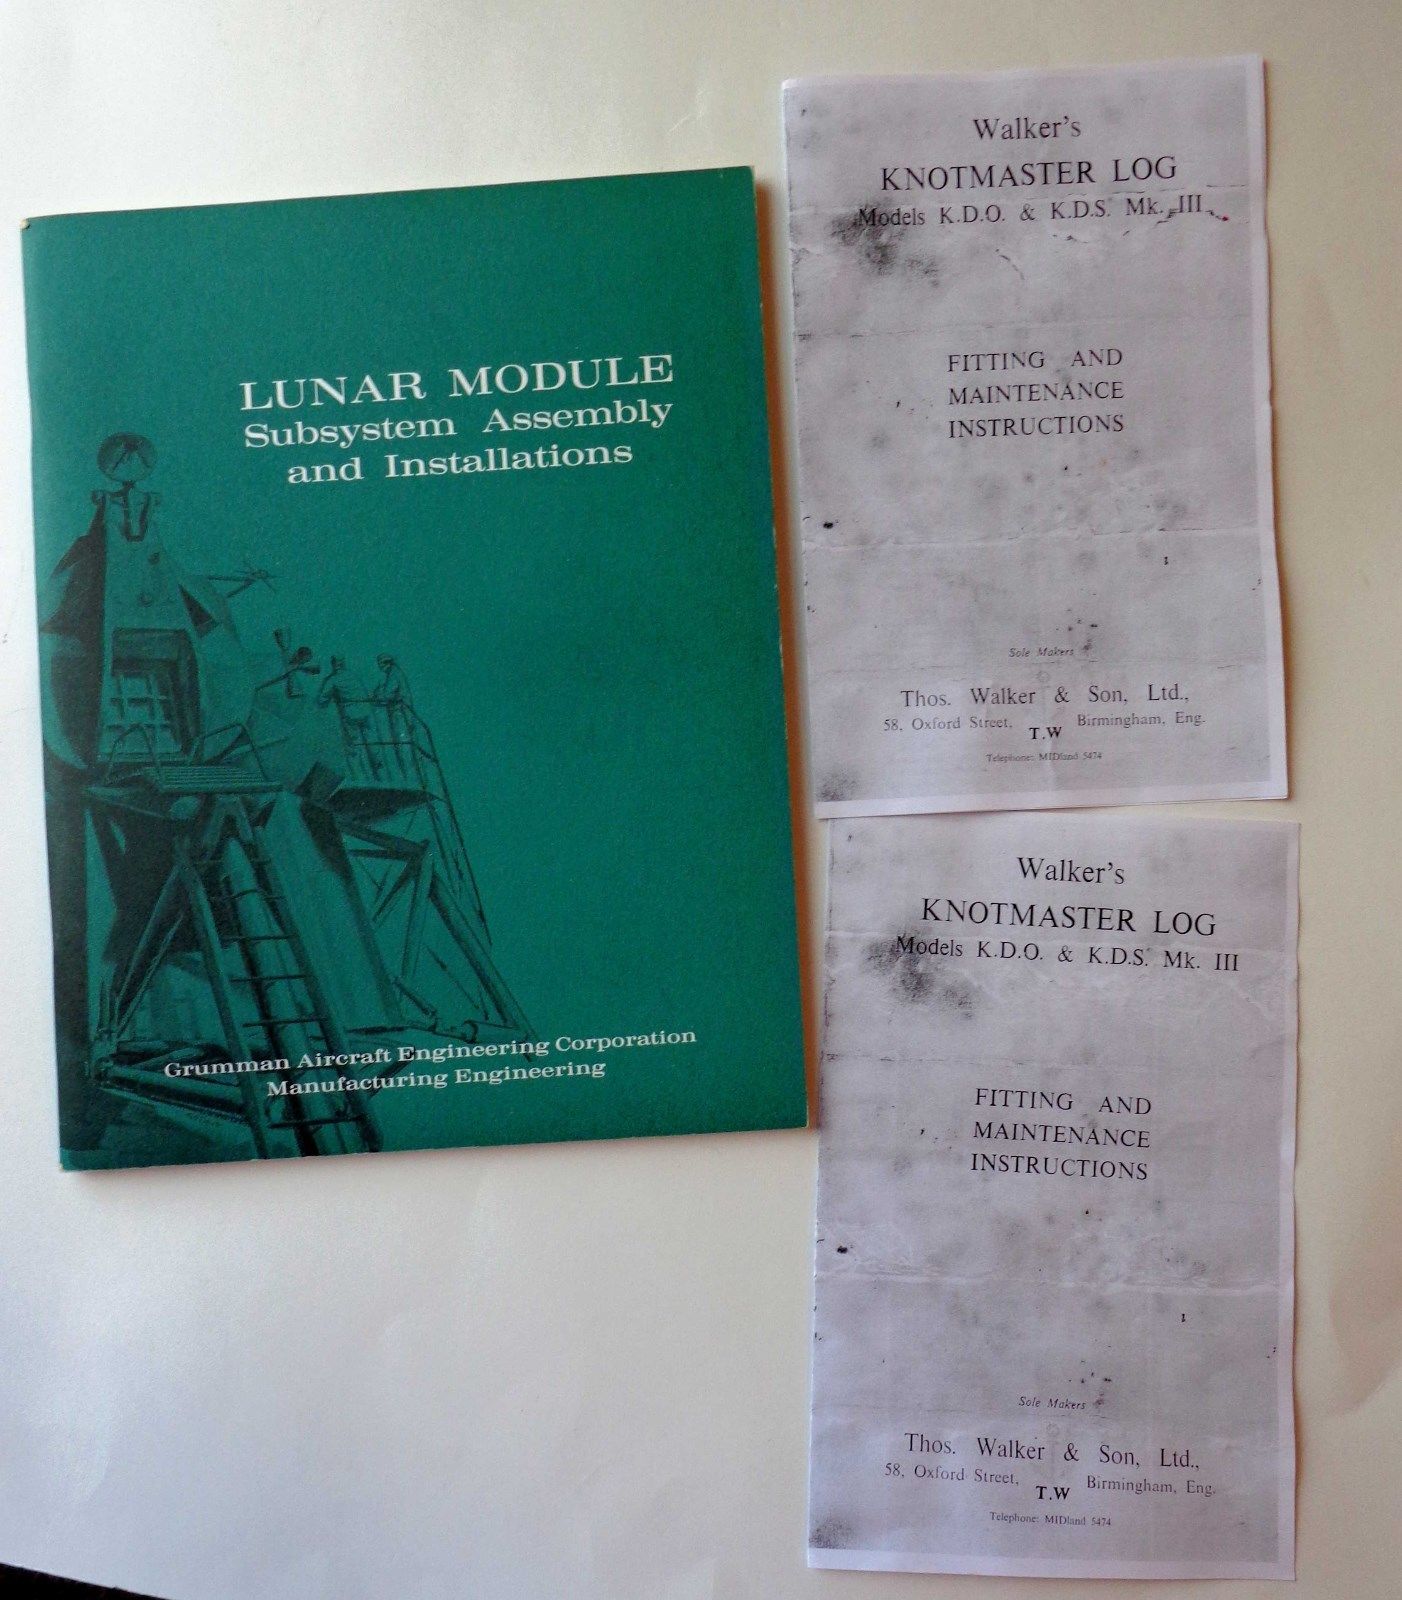 LUNAR MODULE
Subsystem Assembly
and Installations
Grumman Aircraft Engineering Corporation
Manufacturing Engineering
Walker's
KNOTMASTER LOG
Models K.D.O. & K.D.S. Mk. III
FITTING AND
MAINTENANCE
INSTRUCTIONS
Sole Makers
Thos. Walker & Son, Ltd.,
58, Oxford Street, Birmingham, Eng.
T.W
Telephone: MIDland 5474
Walker's
KNOTMASTER LOG
Models K.D.O. & K.D.S. Mk. III
FITTING AND
MAINTENANCE
INSTRUCTIONS
Sole Makers
Thos. Walker & Son, Ltd.,
58, Oxford Street, Birmingham, Eng.
T.W
Telephone: MIDland 5474